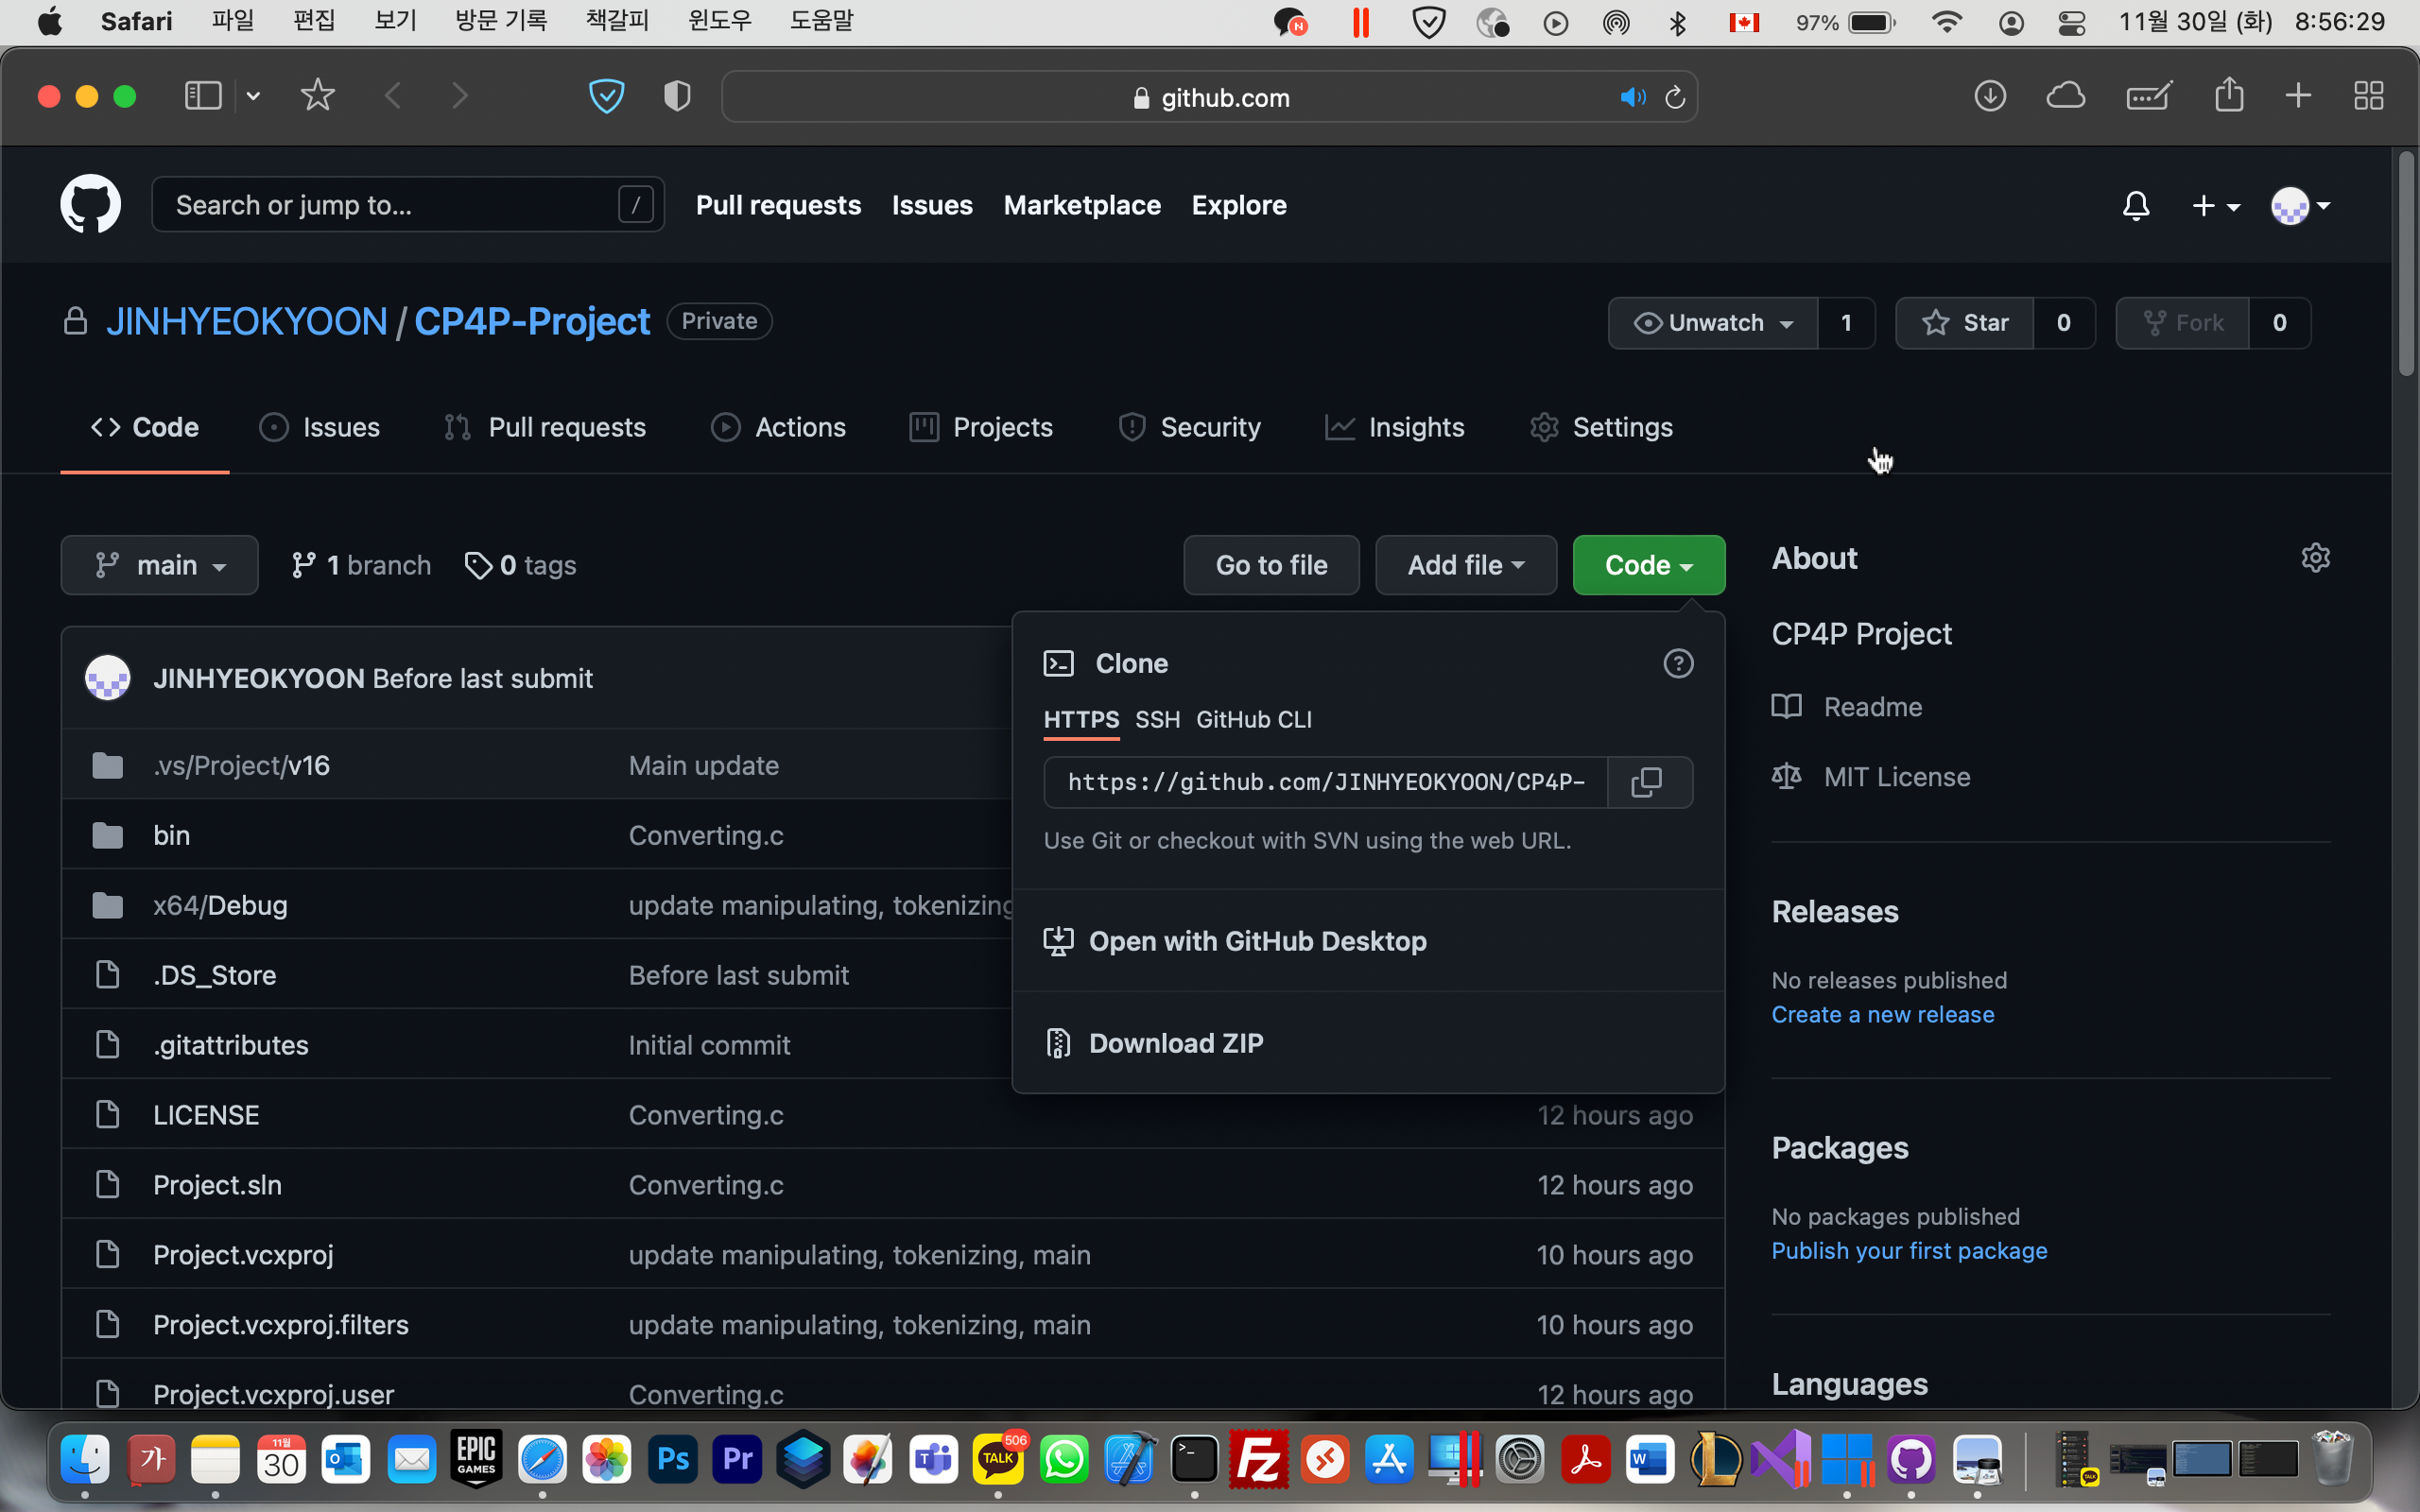 Safari 파일 편집 보기 방문 기록 책갈피 윈도우 도움말 N 97% 11월 30일 (화) 8:56:29
github.com
Search or jump to... / Pull requests Issues Marketplace Explore
JINHYEOKYOON / CP4P-Project Private Unwatch 1 Star 0 Fork 0
Code Issues Pull requests Actions Projects Security Insights Settings
main 1 branch 0 tags Go to file Add file Code
JINHYEOKYOON Before last submit
.vs/Project/v16 Main update
bin Converting.c
x64/Debug update manipulating, tokenizing
.DS_Store Before last submit
.gitattributes Initial commit
LICENSE Converting.c 12 hours ago
Project.sln Converting.c 12 hours ago
Project.vcxproj update manipulating, tokenizing, main 10 hours ago
Project.vcxproj.filters update manipulating, tokenizing, main 10 hours ago
Project.vcxproj.user Converting.c 12 hours ago
Clone
HTTPS SSH GitHub CLI
https://github.com/JINHYEOKYOON/CP4P-
Use Git or checkout with SVN using the web URL.
Open with GitHub Desktop
Download ZIP
About
CP4P Project
Readme
MIT License
Releases
No releases published
Create a new release
Packages
No packages published
Publish your first package
Languages
가 11월 30 EPIC GAMES Ps Pr TALK 506 Fz W